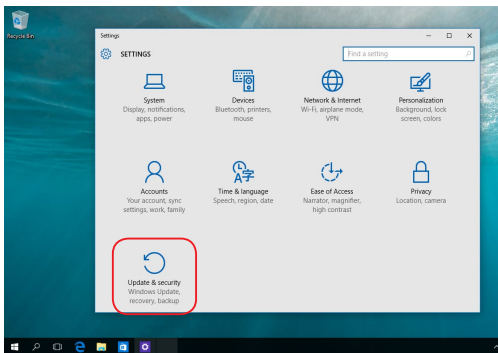 Recycle Bin
Settings
SETTINGS
Find a setting
System
Display, notifications,
apps, power
Devices
Bluetooth, printers,
mouse
Network & Internet
Wi-Fi, airplane mode,
VPN
Personalization
Background, lock
screen, colors
Accounts
Your account, sync
settings, work, family
Time & language
Speech, region, date
Ease of Access
Narrator, magnifier,
high contrast
Privacy
Location, camera
Update & security
Windows Update,
recovery, backup